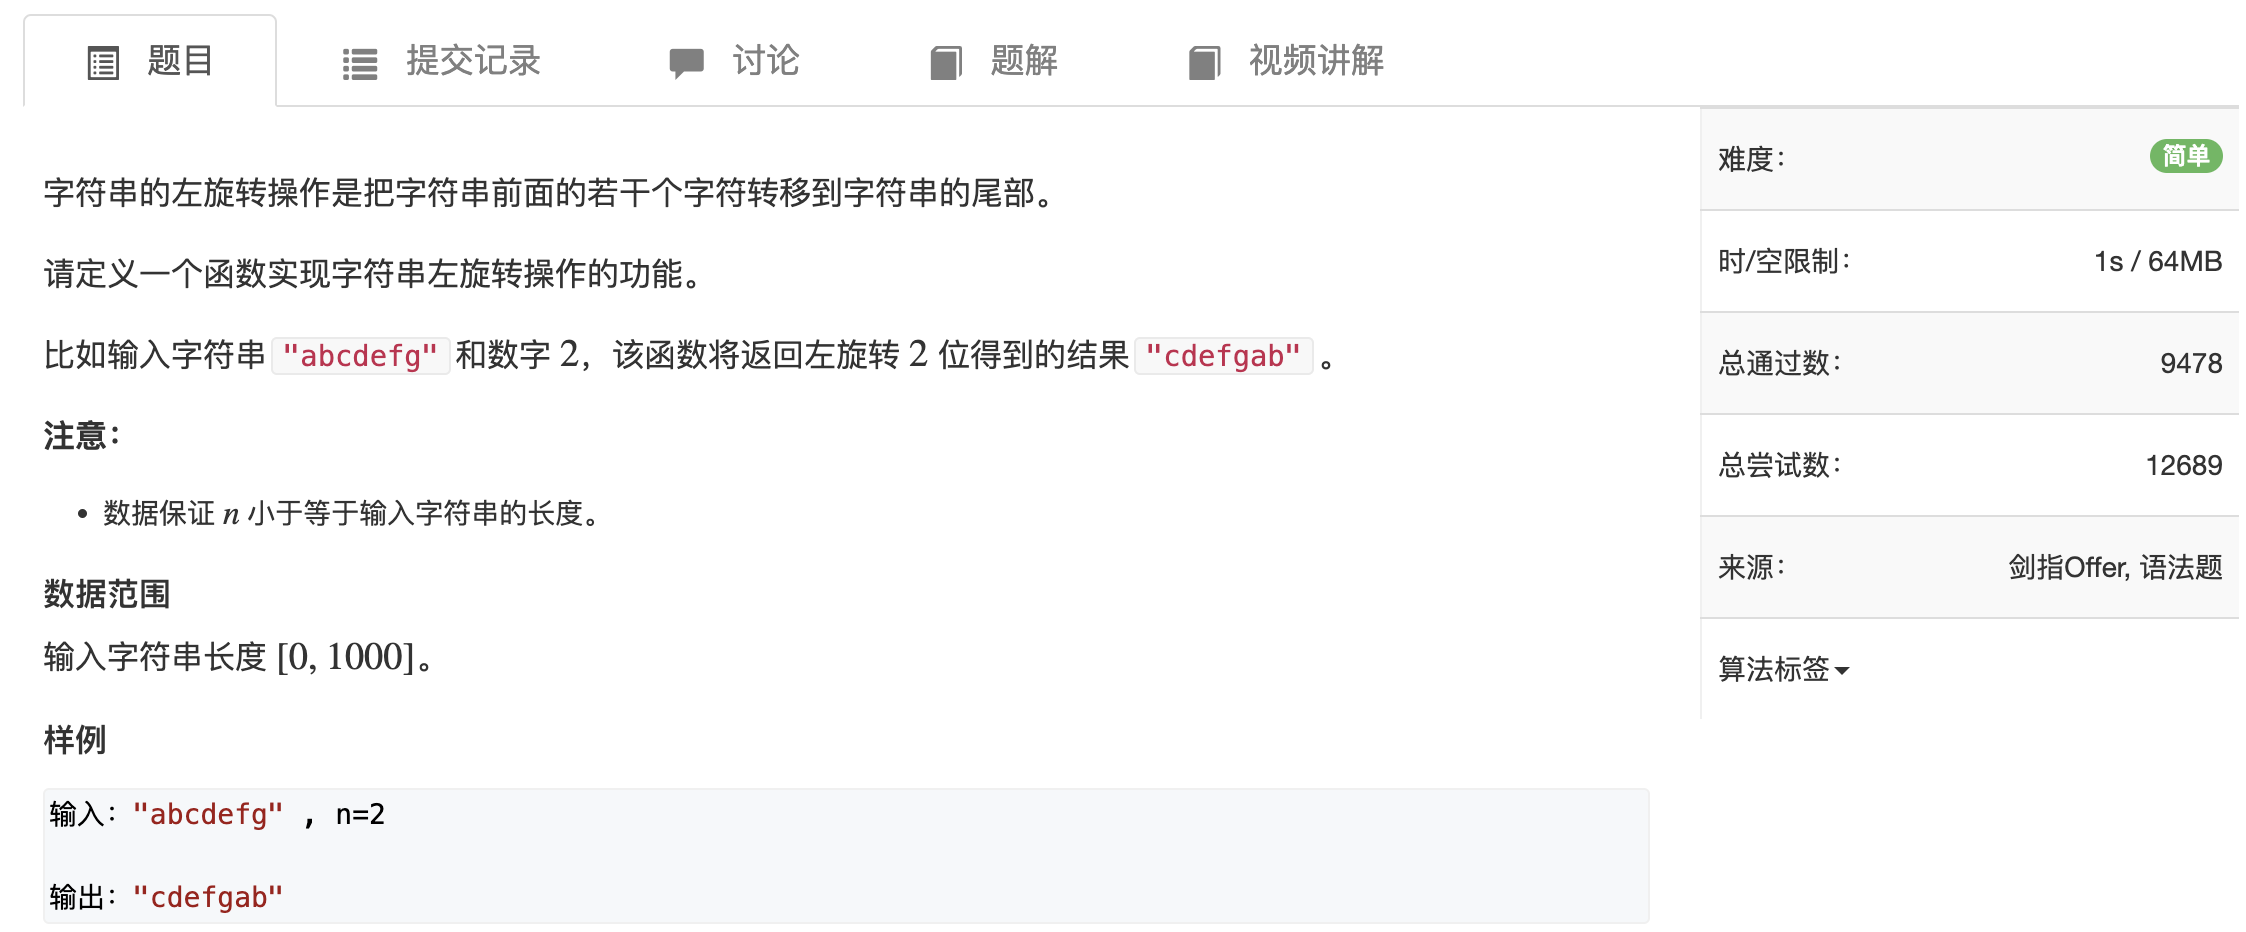 题目 提交记录 讨论 题解 视频讲解
字符串的左旋转操作是把字符串前面的若干个字符转移到字符串的尾部。
请定义一个函数实现字符串左旋转操作的功能。
比如输入字符串"abcdefg"和数字 2，该函数将返回左旋转 2 位得到的结果"cdefgab"。
注意：
• 数据保证 n 小于等于输入字符串的长度。
数据范围
输入字符串长度 [0, 1000]。
样例
输入："abcdefg" , n=2
输出："cdefgab"
难度： 简单
时/空限制： 1s / 64MB
总通过数： 9478
总尝试数： 12689
来源： 剑指Offer, 语法题
算法标签